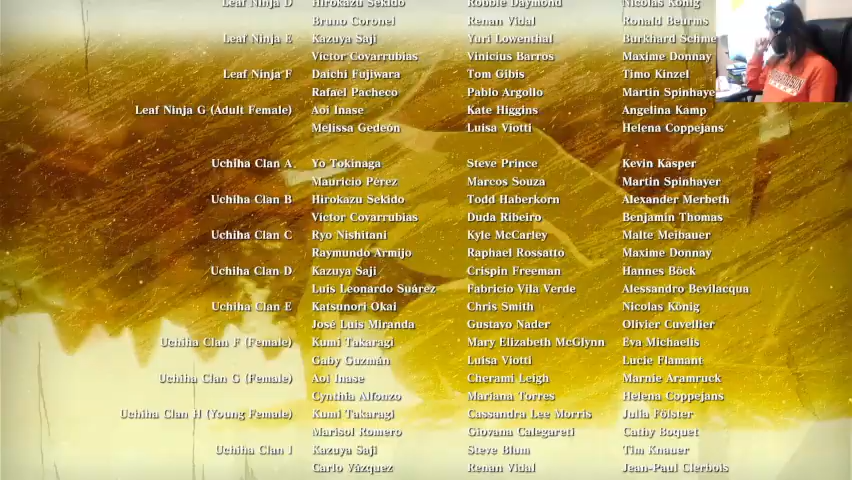 Leaf Ninja D Hirokazu Sekido Robbie Daymond Nicolas König
Bruno Coronel Renan Vidal Ronald Beurms
Leaf Ninja E Kazuya Saji Yuri Lowenthal Burkhard Schme
Víctor Covarrubias Vinicius Barros Maxime Donnay
Leaf Ninja F Daichi Fujiwara Tom Gibis Timo Kinzel
Rafael Pacheco Pablo Argollo Martin Spinhaye
Leaf Ninja G (Adult Female) Aoi Inase Kate Higgins Angelina Kamp
Melissa Gedeón Luisa Viotti Helena Coppejans
Uchiha Clan A Yo Tokinaga Steve Prince Kevin Kasper
Mauricio Pérez Marcos Souza Martin Spinhayer
Uchiha Clan B Hirokazu Sekido Todd Haberkorn Alexander Merbeth
Víctor Covarrubias Duda Ribeiro Benjamin Thomas
Uchiha Clan C Ryo Nishitani Kyle McCarley Malte Meibauer
Raymundo Armijo Raphael Rossatto Maxime Donnay
Uchiha Clan D Kazuya Saji Crispin Freeman Hannes Böck
Luis Leonardo Suárez Fabrício Vila Verde Alessandro Bevilacqua
Uchiha Clan E Katsunori Okai Chris Smith Nicolas König
José Luis Miranda Gustavo Nader Olivier Cuvellier
Uchiha Clan F (Female) Kumi Takaragi Mary Elizabeth McGlynn Eva Michaelis
Gaby Guzmán Luisa Viotti Lucie Flamant
Uchiha Clan G (Female) Aoi Inase Cherami Leigh Marnie Aramruck
Cynthia Alfonzo Mariana Torres Helena Coppejans
Uchiha Clan H (Young Female) Kumi Takaragi Cassandra Lee Morris Julia Fölster
Marisol Romero Giovana Calegareti Cathy Boquet
Uchiha Clan I Kazuya Saji Steve Blum Tim Knauer
Carlo Vázquez Renan Vidal Jean-Paul Clerbois